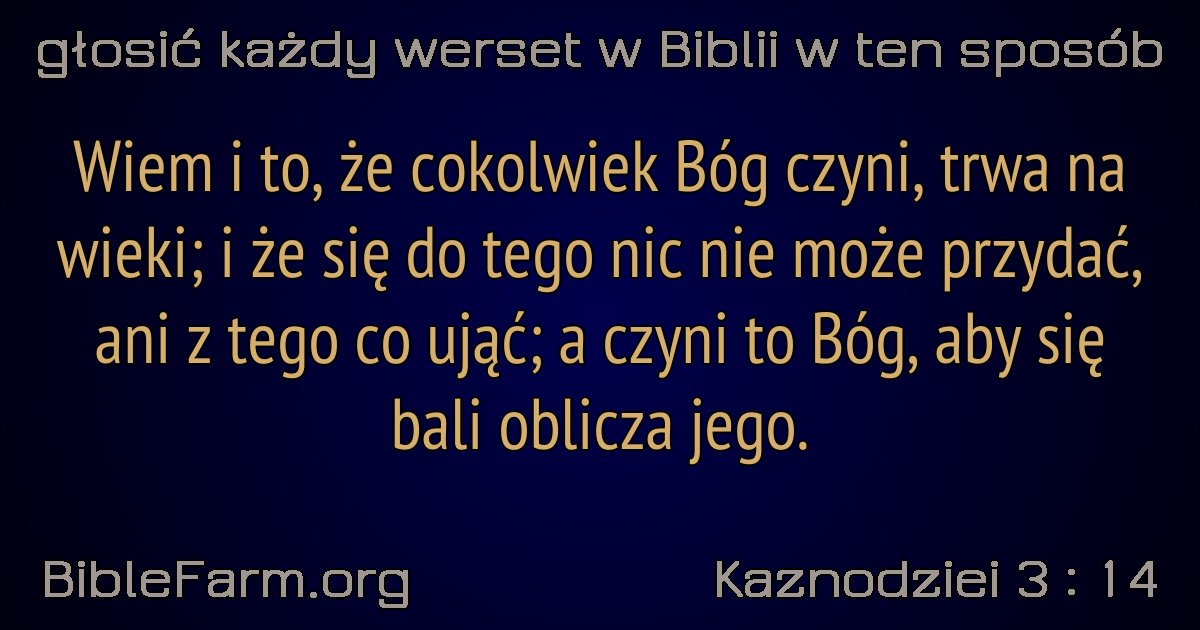 głosić każdy werset w Biblii w ten sposób
Wiem i to, że cokolwiek Bóg czyni, trwa na
wieki; i że się do tego nic nie może przydać,
ani z tego co ująć; a czyni to Bóg, aby się
bali oblicza jego.
BibleFarm.org
Kaznodziei 3 : 14